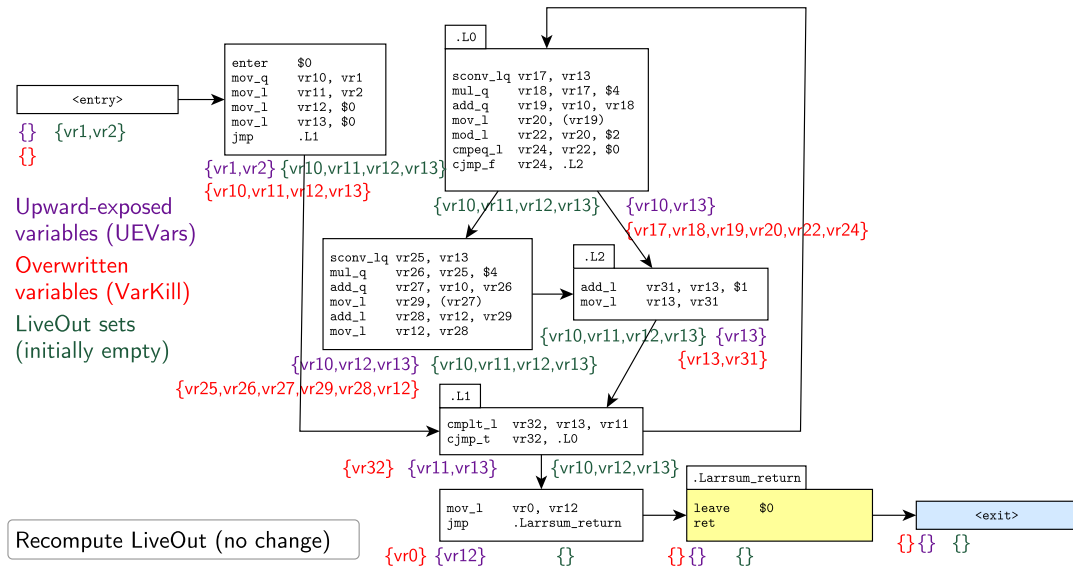 <entry>
{} {vr1,vr2}
{}
enter $0
mov_q vr10, vr1
mov_l vr11, vr2
mov_l vr12, $0
mov_l vr13, $0
jmp .L1
{vr1,vr2} {vr10,vr11,vr12,vr13}
{vr10,vr11,vr12,vr13}
.L0
sconv_lq vr17, vr13
mul_q vr18, vr17, $4
add_q vr19, vr10, vr18
mov_l vr20, (vr19)
mod_l vr22, vr20, $2
cmpeq_l vr24, vr22, $0
cjmp_f vr24, .L2
{vr10,vr11,vr12,vr13} {vr10,vr13}
{vr17,vr18,vr19,vr20,vr22,vr24}
Upward-exposed
variables (UEVars)
Overwritten
variables (VarKill)
LiveOut sets
(initially empty)
sconv_lq vr25, vr13
mul_q vr26, vr25, $4
add_q vr27, vr10, vr26
mov_l vr29, (vr27)
add_l vr28, vr12, vr29
mov_l vr12, vr28
{vr10,vr12,vr13} {vr10,vr11,vr12,vr13}
{vr25,vr26,vr27,vr29,vr28,vr12}
.L2
add_l vr31, vr13, $1
mov_l vr13, vr31
{vr10,vr11,vr12,vr13} {vr13}
{vr13,vr31}
.L1
cmplt_l vr32, vr13, vr11
cjmp_t vr32, .L0
{vr32} {vr11,vr13} {vr10,vr12,vr13}
mov_l vr0, vr12
jmp .Larrsum_return
{vr0} {vr12} {}
.Larrsum_return
leave $0
ret
{} {} {}
<exit>
{} {} {}
Recompute LiveOut (no change)